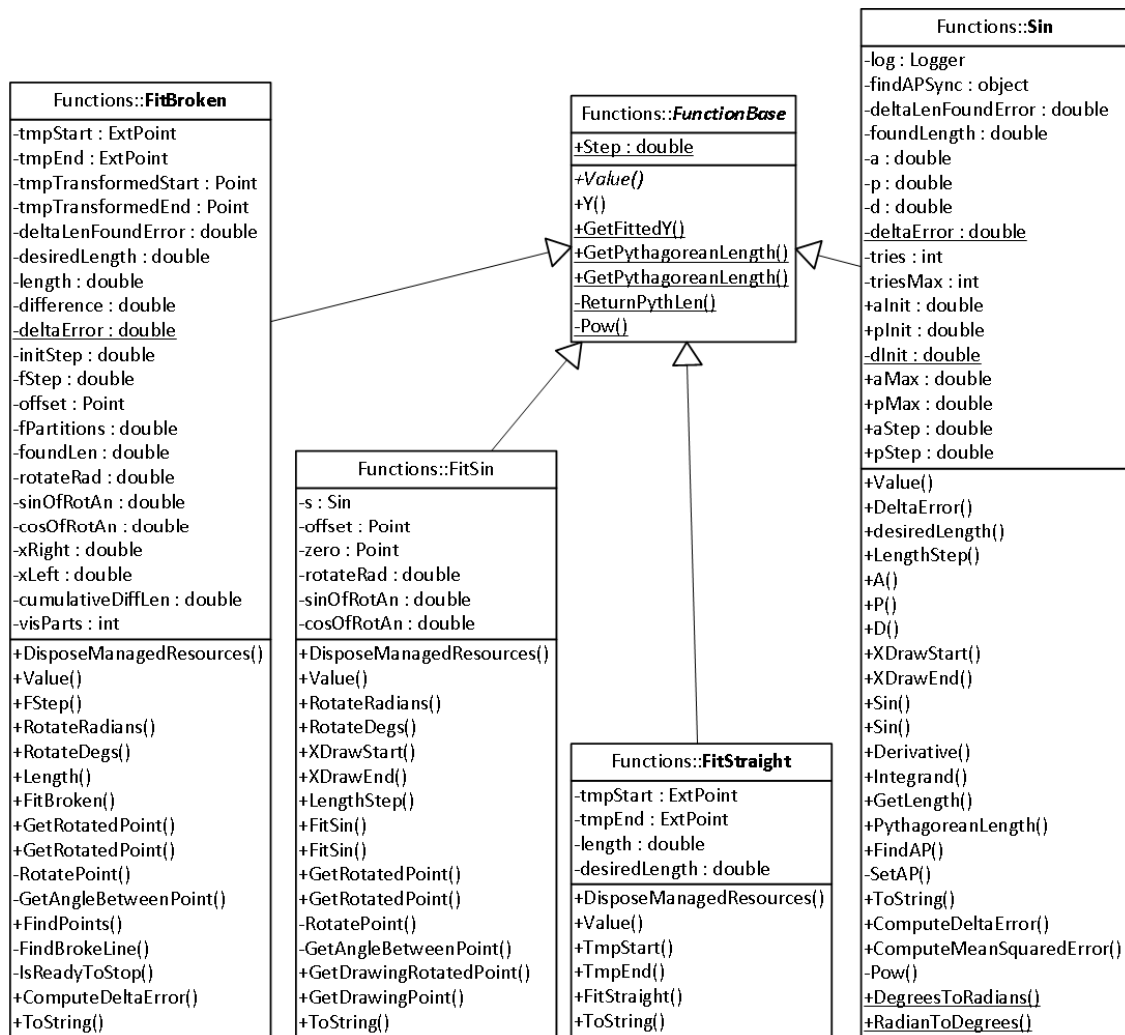 Functions::FitBroken
-tmpStart : ExtPoint
-tmpEnd : ExtPoint
-tmpTransformedStart : Point
-tmpTransformedEnd : Point
-deltaLenFoundError : double
-desiredLength : double
-length : double
-difference : double
-deltaError : double
-initStep : double
-fStep : double
-offset : Point
-fPartitions : double
-foundLen : double
-rotateRad : double
-sinOfRotAn : double
-cosOfRotAn : double
-xRight : double
-xLeft : double
-cumulativeDiffLen : double
-visParts : int
+DisposeManagedResources()
+Value()
+FStep()
+RotateRadians()
+RotateDegs()
+Length()
+FitBroken()
+GetRotatedPoint()
+GetRotatedPoint()
-RotatePoint()
-GetAngleBetweenPoint()
+FindPoints()
-FindBrokeLine()
-IsReadyToStop()
+ComputeDeltaError()
+ToString()
Functions::FitSin
-s : Sin
-offset : Point
-zero : Point
-rotateRad : double
-sinOfRotAn : double
-cosOfRotAn : double
+DisposeManagedResources()
+Value()
+RotateRadians()
+RotateDegs()
+XDrawStart()
+XDrawEnd()
+LengthStep()
+FitSin()
+FitSin()
+GetRotatedPoint()
+GetRotatedPoint()
-RotatePoint()
-GetAngleBetweenPoint()
+GetDrawingRotatedPoint()
+GetDrawingPoint()
+ToString()
Functions::FunctionBase
+Step : double
+Value()
+Y()
+GetFittedY()
+GetPythagoreanLength()
+GetPythagoreanLength()
-ReturnPythLen()
-Pow()
Functions::FitStraight
-tmpStart : ExtPoint
-tmpEnd : ExtPoint
-length : double
-desiredLength : double
+DisposeManagedResources()
+Value()
+TmpStart()
+TmpEnd()
+FitStraight()
+ToString()
Functions::Sin
-log : Logger
-findAPSync : object
-deltaLenFoundError : double
-foundLength : double
-a : double
-p : double
-d : double
-deltaError : double
-tries : int
-triesMax : int
+aInit : double
+pInit : double
-dInit : double
+aMax : double
+pMax : double
+aStep : double
+pStep : double
+Value()
+DeltaError()
+desiredLength()
+LengthStep()
+A()
+P()
+D()
+XDrawStart()
+XDrawEnd()
+Sin()
+Sin()
+Derivative()
+Integrand()
+GetLength()
+PythagoreanLength()
+FindAP()
-SetAP()
+ToString()
+ComputeDeltaError()
+ComputeMeanSquaredError()
-Pow()
+DegreesToRadians()
+RadianToDegrees()